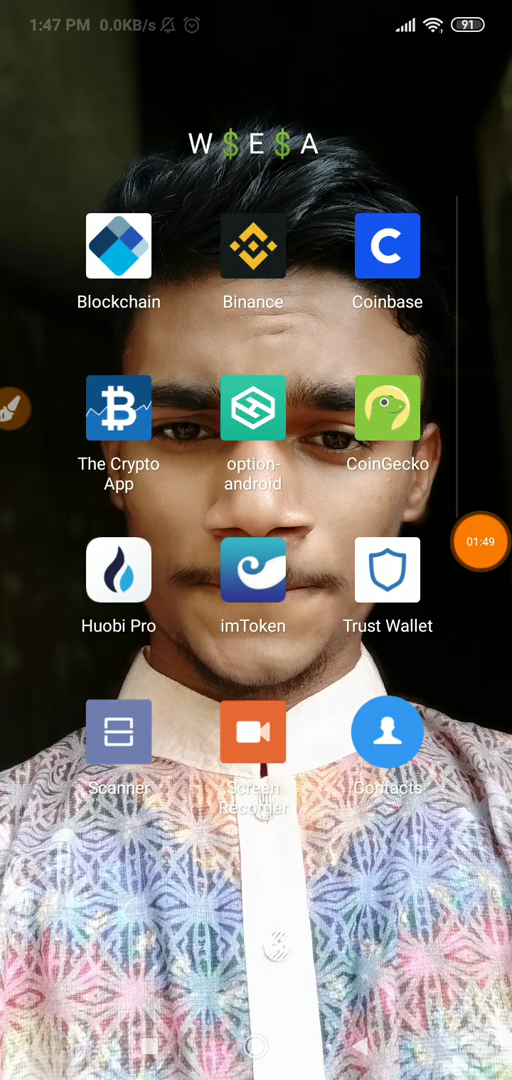 1:47 PM 0.0KB/s 91
W$E$A
Blockchain Binance Coinbase
The Crypto App option-android CoinGecko
01:49
Huobi Pro imToken Trust Wallet
Scanner Screen Recorder Contacts